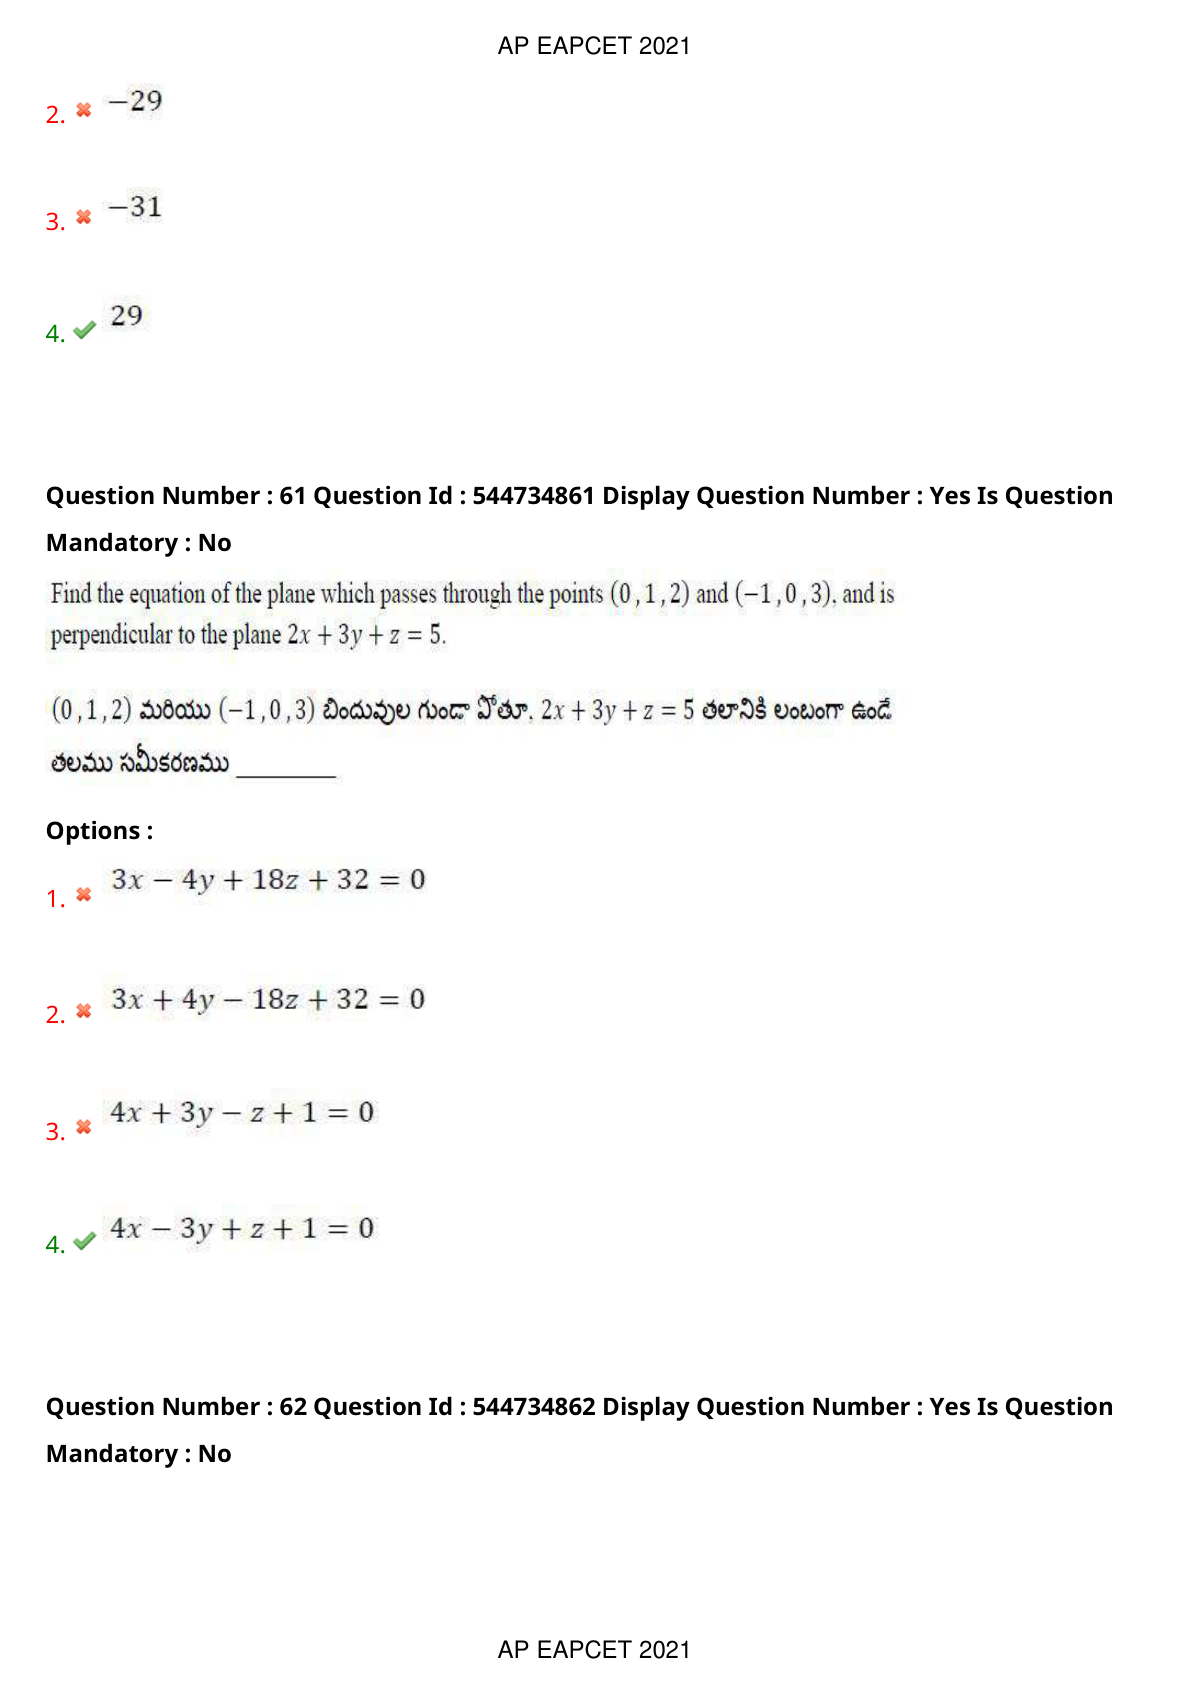 AP EAPCET 2021
2. −29
3. −31
4. 29
Question Number : 61 Question Id : 544734861 Display Question Number : Yes Is Question
Mandatory : No
Find the equation of the plane which passes through the points (0 , 1 , 2) and (−1 , 0 , 3), and is
perpendicular to the plane 2x + 3y + z = 5.
(0 , 1 , 2) మరియు (−1 , 0 , 3) బిందువుల గుండా పోతూ, 2x + 3y + z = 5 తలానికి లంబంగా ఉండే
తలము సమీకరణము ________
Options :
1. 3x − 4y + 18z + 32 = 0
2. 3x + 4y − 18z + 32 = 0
3. 4x + 3y − z + 1 = 0
4. 4x − 3y + z + 1 = 0
Question Number : 62 Question Id : 544734862 Display Question Number : Yes Is Question
Mandatory : No
AP EAPCET 2021